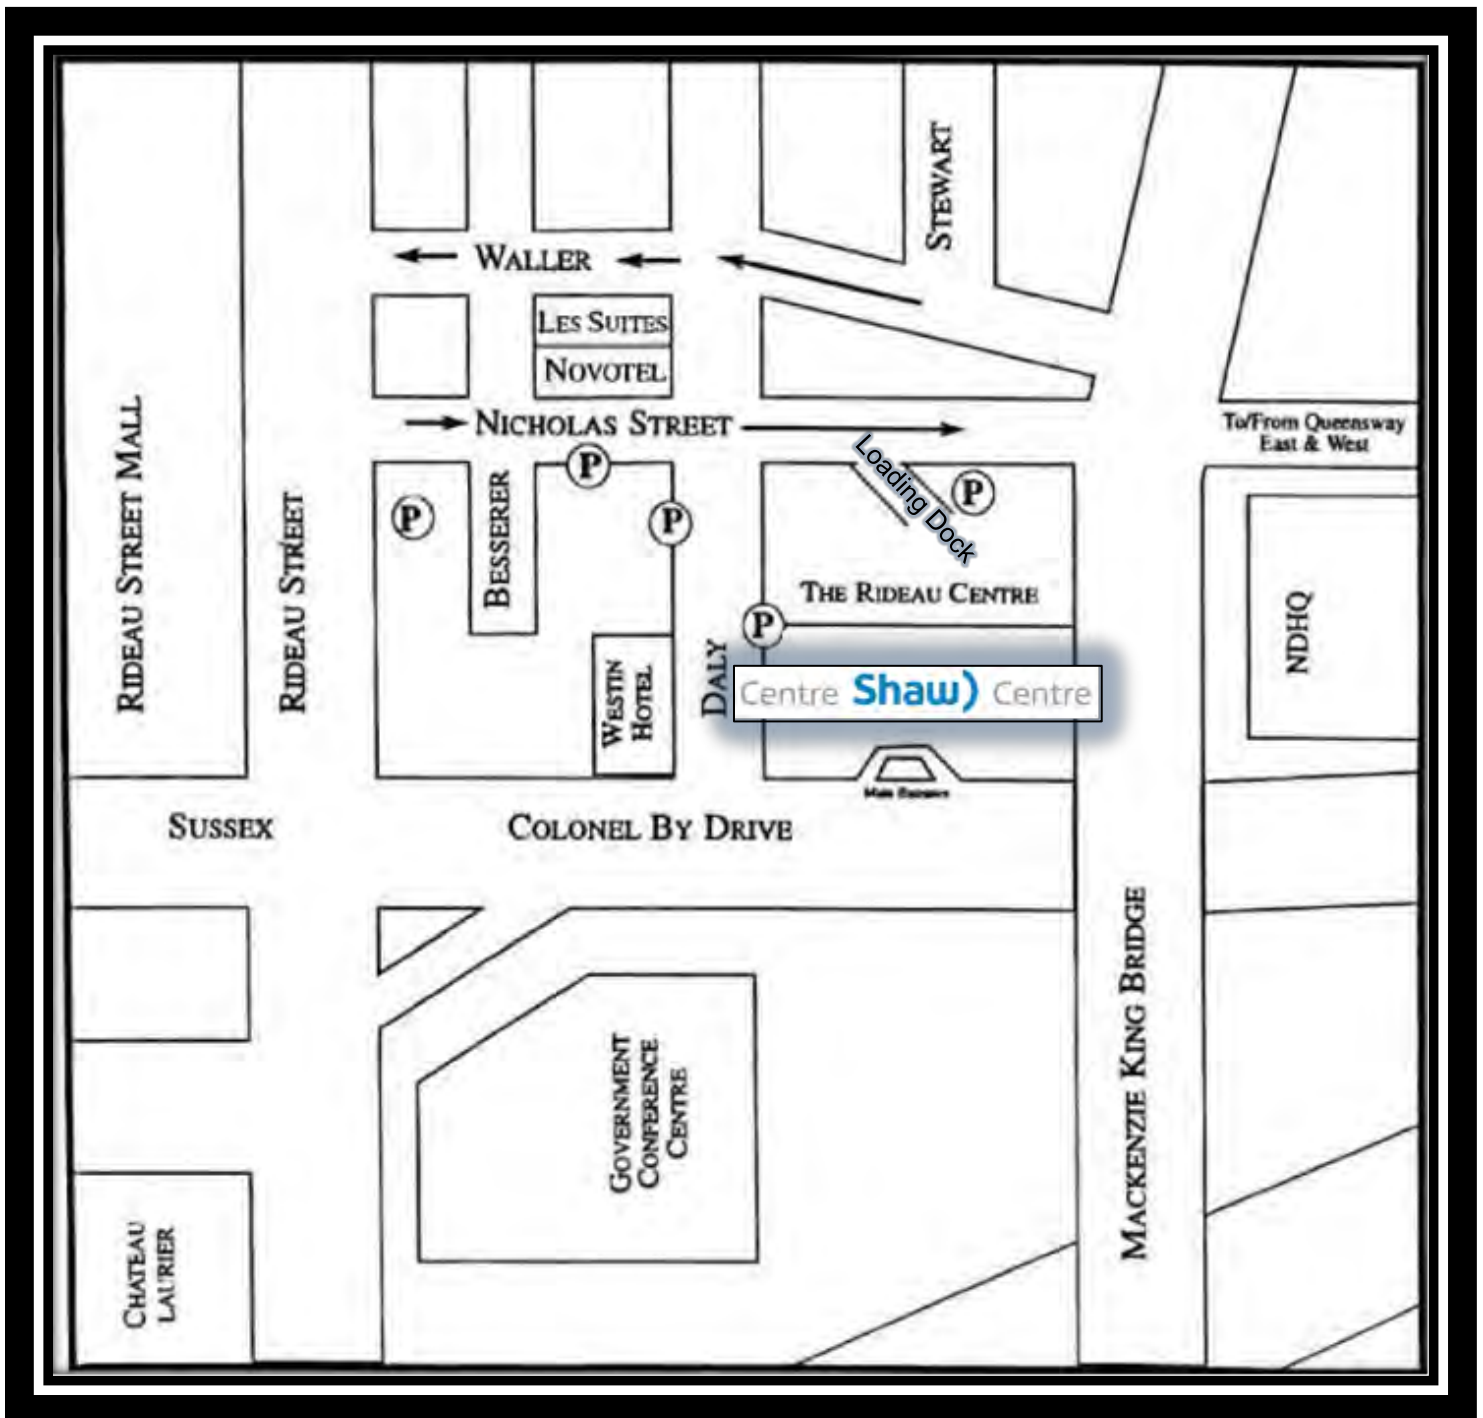 STEWART
WALLER
LES SUITES
NOVOTEL
NICHOLAS STREET
To/From Queensway
East & West
RIDEAU STREET MALL
RIDEAU STREET
P
BESSERER
P
P
Loading Dock
P
THE RIDEAU CENTRE
P
NDHQ
WESTIN
HOTEL
DALY
Centre Shaw) Centre
Main Entrance
SUSSEX
COLONEL BY DRIVE
MACKENZIE KING BRIDGE
GOVERNMENT
CONFERENCE
CENTRE
CHATEAU
LAURIER